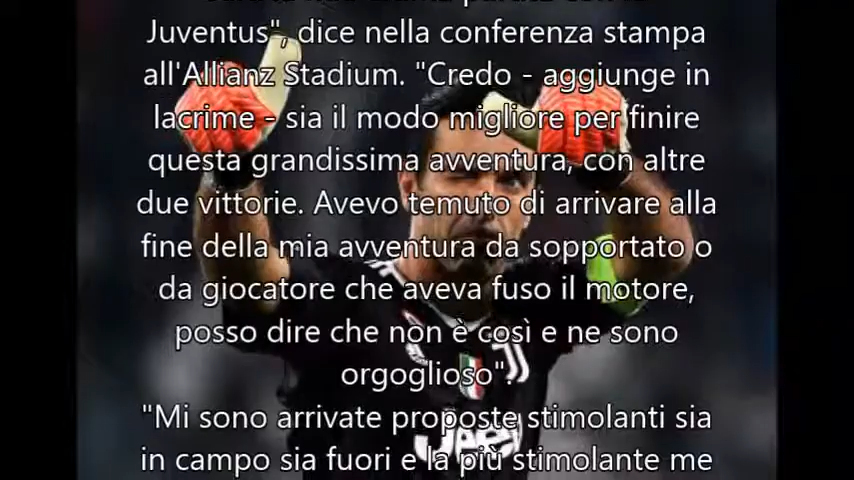 Juventus", dice nella conferenza stampa
all'Allianz Stadium. "Credo - aggiunge in
lacrime - sia il modo migliore per finire
questa grandissima avventura, con altre
due vittorie. Avevo temuto di arrivare alla
fine della mia avventura da sopportato o
da giocatore che aveva fuso il motore,
posso dire che non è così e ne sono
orgoglioso".
"Mi sono arrivate proposte stimolanti sia
in campo sia fuori e la più stimolante me
Jeep